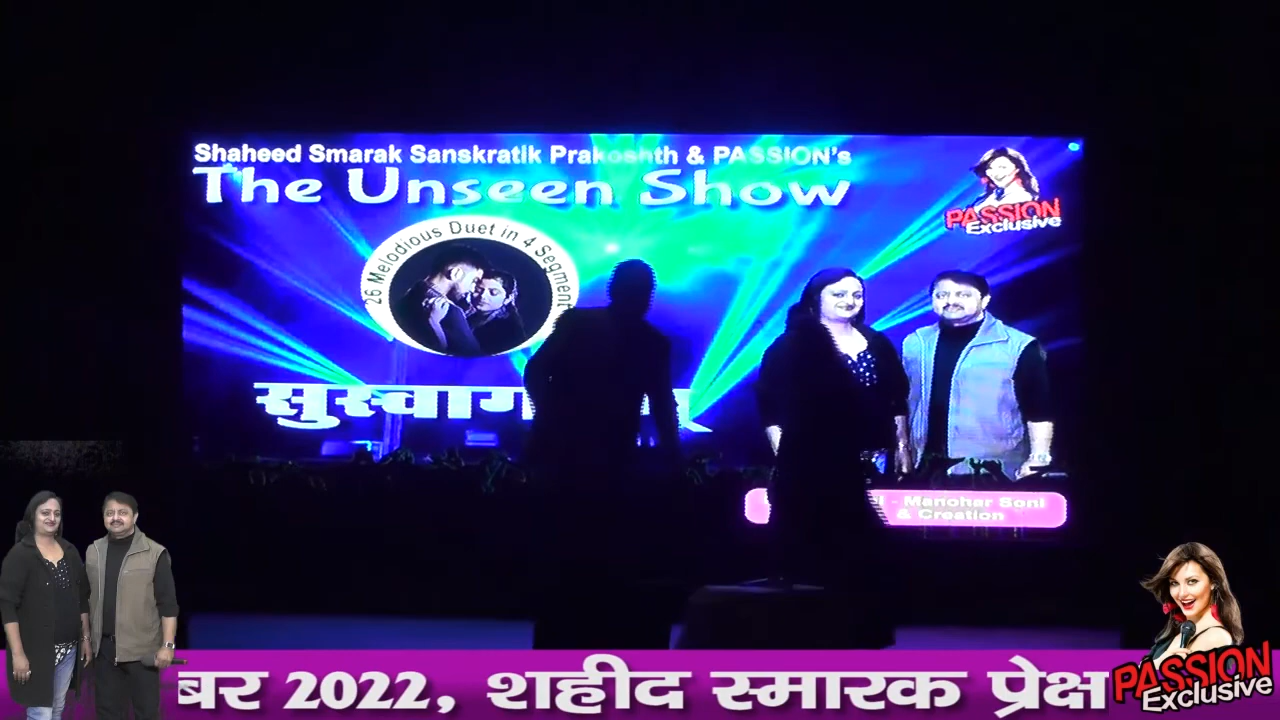 Shaheed Smarak Sanskratik Prakoshth & PASSION's
The Unseen Show
PASSION
Exclusive
26 Melodious Duet in 4 Segment
- Manohar Soni
& Creation
बर 2022, शहीद स्मारक प्रेक्ष
PASSION
Exclusive